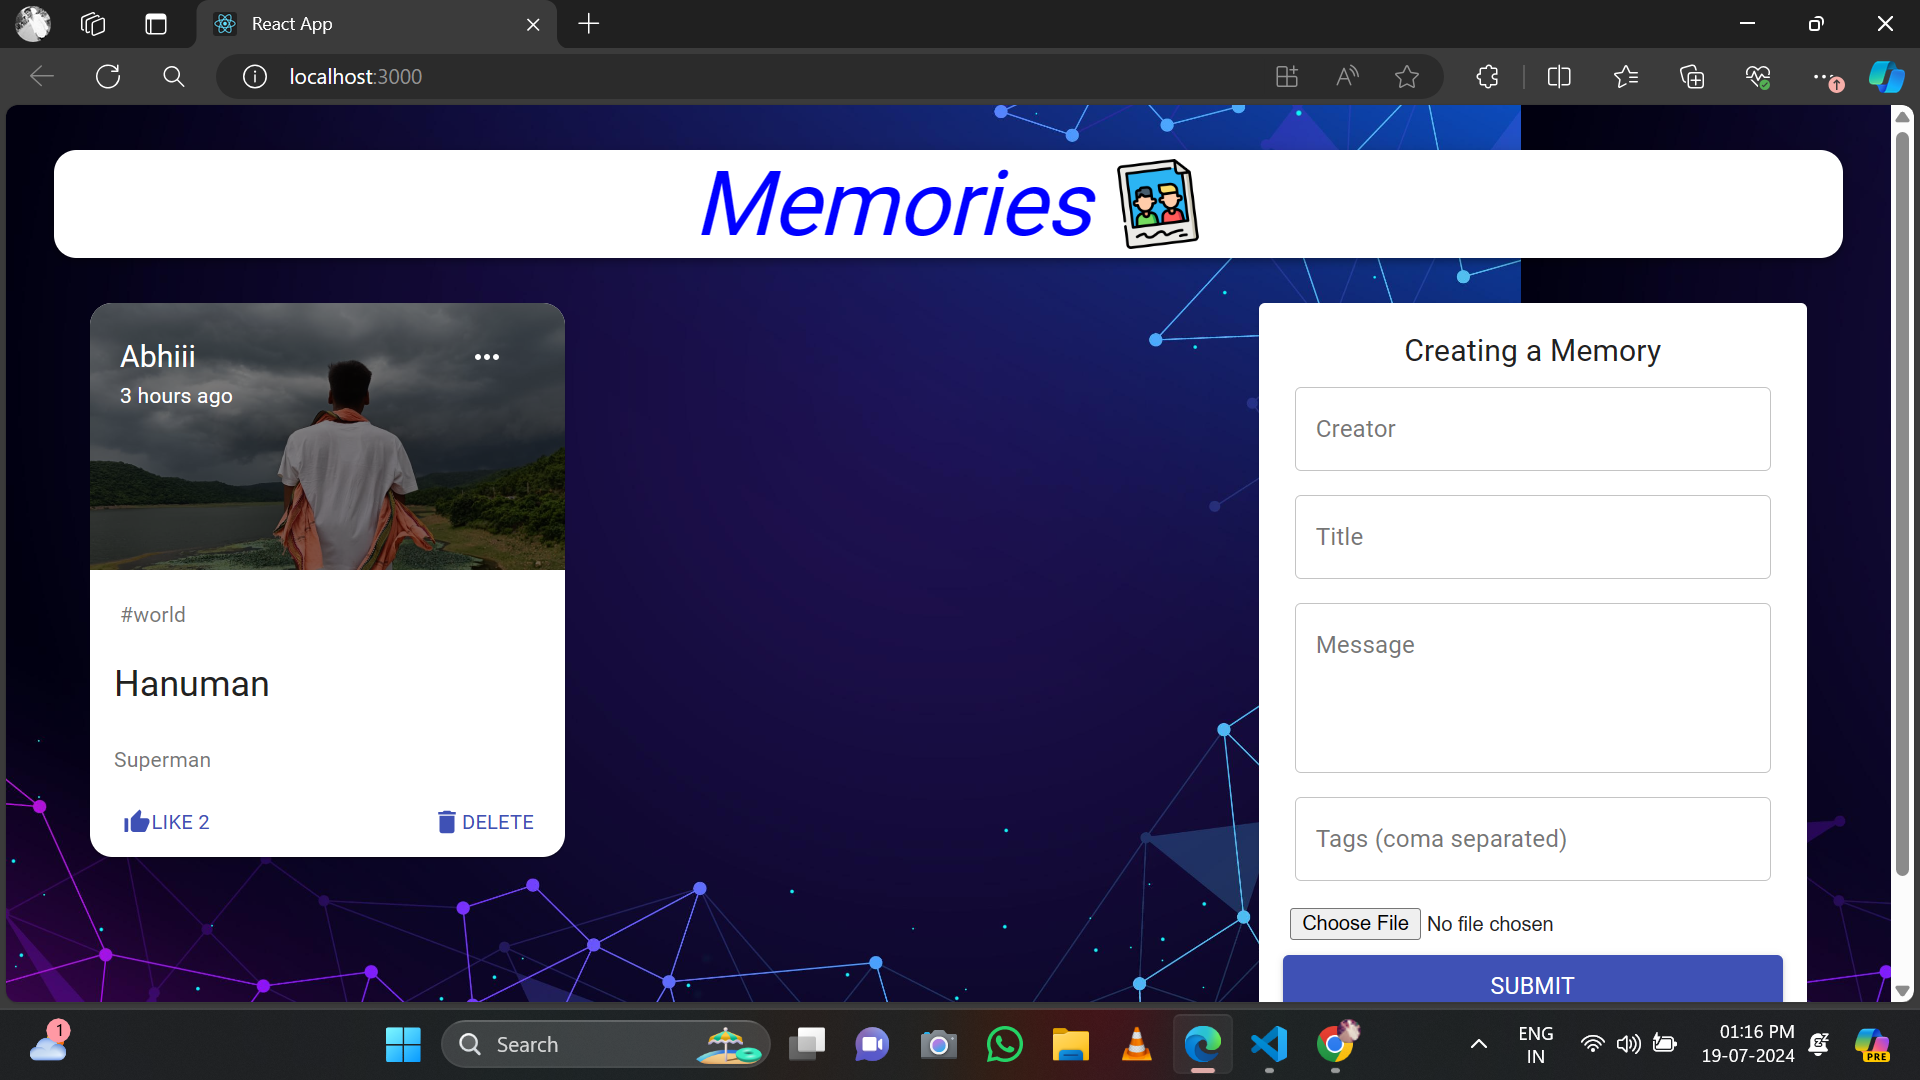 React App
localhost:3000
Memories
Abhiii
3 hours ago
#world
Hanuman
Superman
LIKE 2
DELETE
Creating a Memory
Creator
Title
Message
Tags (coma separated)
Choose File No file chosen
SUBMIT
1
Search
ENG
IN
01:16 PM
19-07-2024
PRE